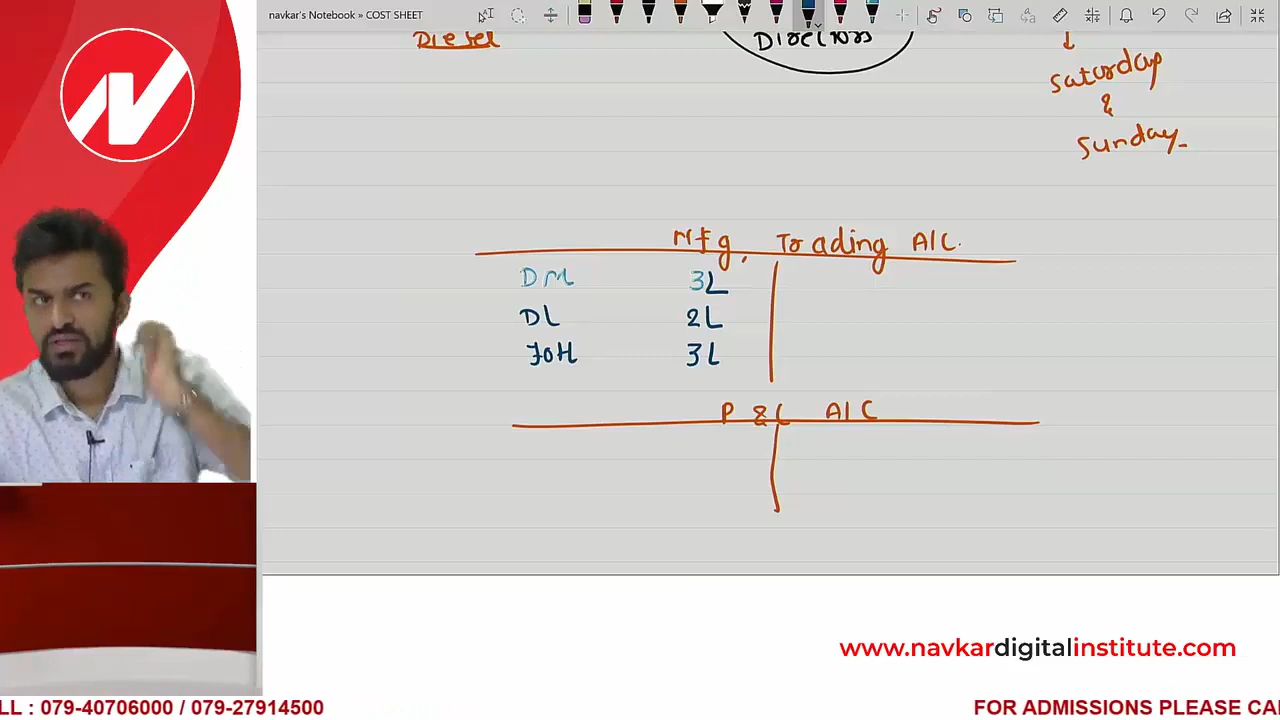 navkar's Notebook » COST SHEET
Diesel
Directors
Saturday
&
Sunday
Mfg, Trading A/C.
DM 3L
DL 2L
FOH 3L
P & L A/C
www.navkardigitalinstitute.com
LL : 079-40706000 / 079-27914500
FOR ADMISSIONS PLEASE CA